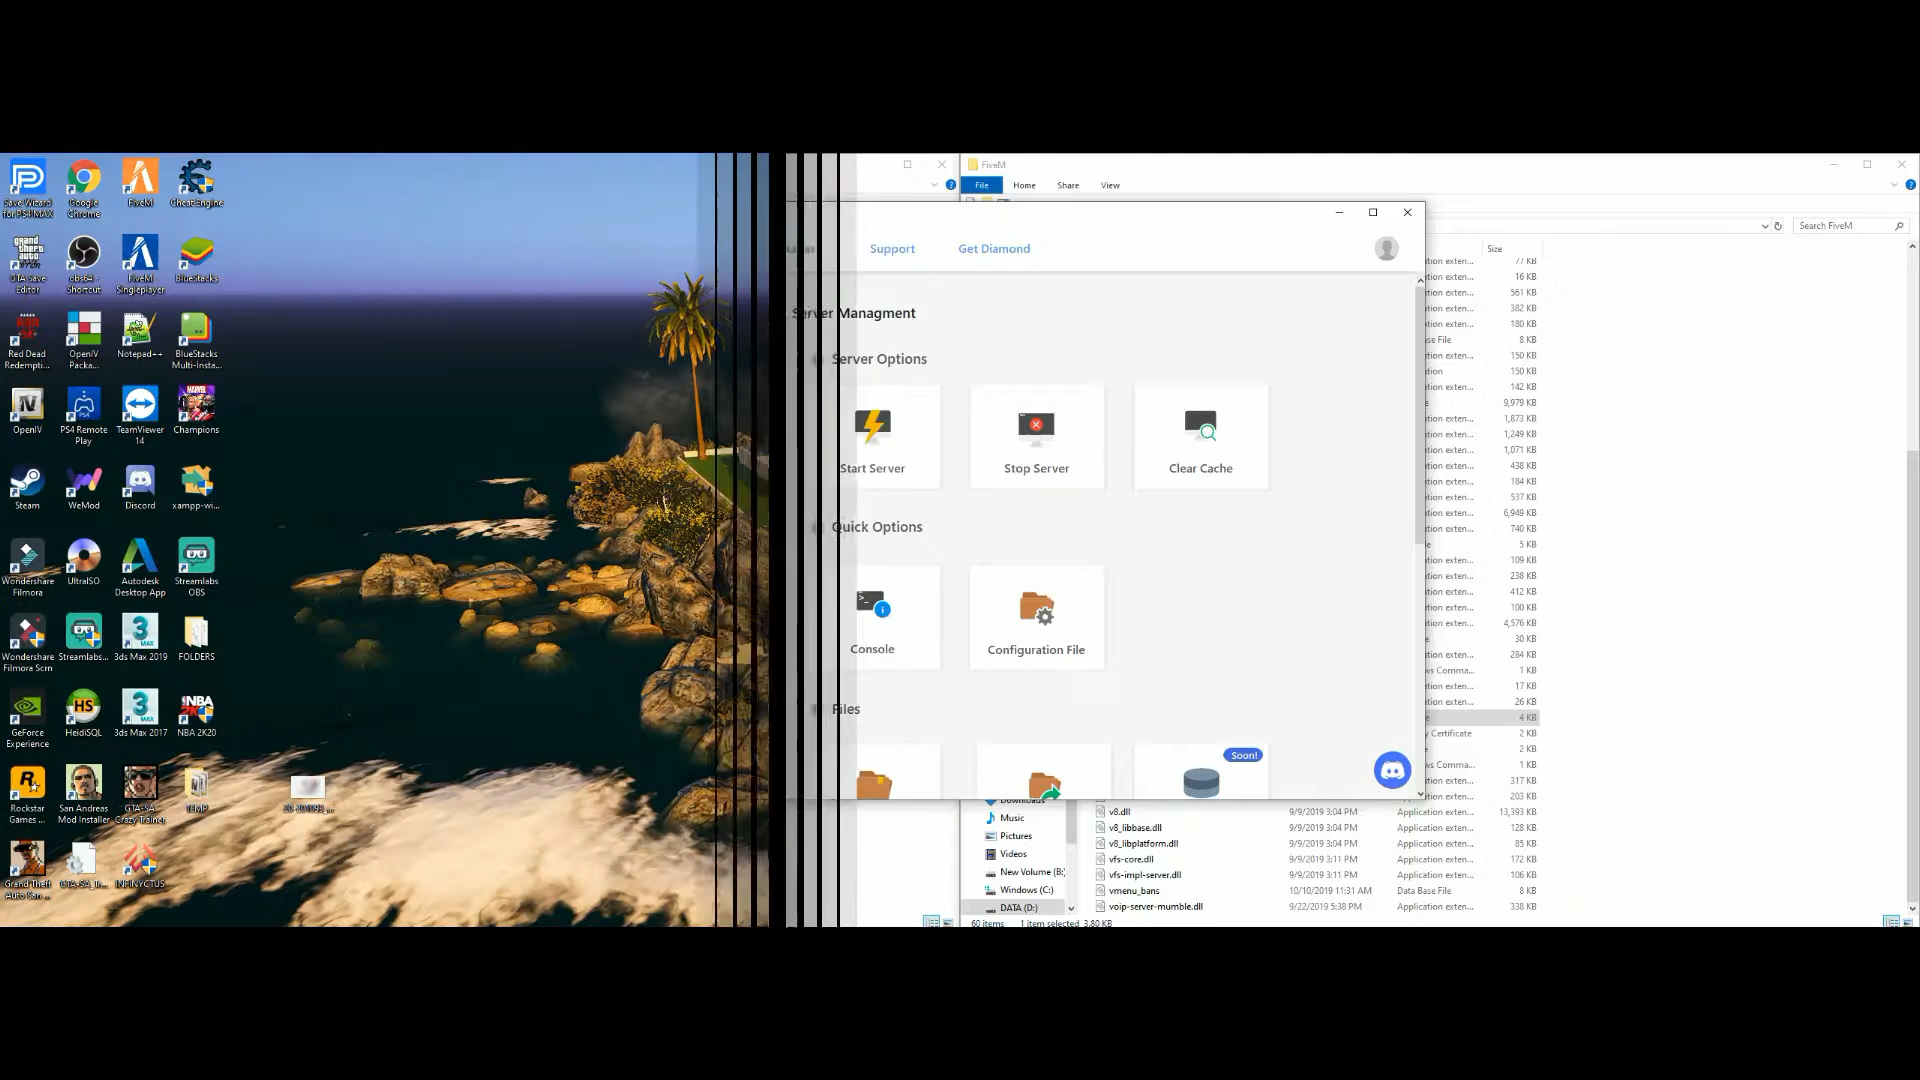 Save Wizard
for PS4 MAX
Google
Chrome
FiveM
Cheat Engine
GTA Save
Editor
obs64 -
Shortcut
FiveM
Singleplayer
BlueStacks
Red Dead
Redempti...
OpenIV
Packa...
Notepad++
BlueStacks
Multi-Insta...
OpenIV
PS4 Remote
Play
TeamViewer
14
Champions
Steam
WeMod
Discord
xampp-wi...
Wondershare
Filmora
UltraISO
Autodesk
Desktop App
Streamlabs
OBS
Wondershare
Filmora Scrn
Streamlabs...
3ds Max 2019
FOLDERS
GeForce
Experience
HeidiSQL
3ds Max 2017
NBA 2K20
Rockstar
Games ...
San Andreas
Mod Installer
GTA-SA
Crazy Trainer
TEMP
Grand Theft
Auto San ...
INFINYCTUS
FiveM
File
Home
Share
View
Search FiveM
Support
Get Diamond
Server Managment
Server Options
Start Server
Stop Server
Clear Cache
Quick Options
Console
Configuration File
Files
Soon!
Size
77 KB
16 KB
561 KB
382 KB
180 KB
8 KB
150 KB
150 KB
142 KB
9,979 KB
1,873 KB
1,249 KB
1,071 KB
438 KB
184 KB
537 KB
6,949 KB
740 KB
5 KB
109 KB
238 KB
412 KB
100 KB
4,576 KB
30 KB
284 KB
1 KB
17 KB
26 KB
4 KB
2 KB
2 KB
1 KB
317 KB
203 KB
Downloads
Music
Pictures
Videos
New Volume (B:)
Windows (C:)
DATA (D:)
v8.dll 9/9/2019 3:04 PM Application exten... 13,393 KB
v8_libbase.dll 9/9/2019 3:04 PM Application exten... 128 KB
v8_libplatform.dll 9/9/2019 3:04 PM Application exten... 85 KB
vfs-core.dll 9/9/2019 3:11 PM Application exten... 172 KB
vfs-impl-server.dll 9/9/2019 3:11 PM Application exten... 106 KB
vmenu_bans 10/10/2019 11:31 AM Data Base File 8 KB
voip-server-mumble.dll 9/22/2019 5:38 PM Application exten... 338 KB
60 items 1 item selected 3.80 KB